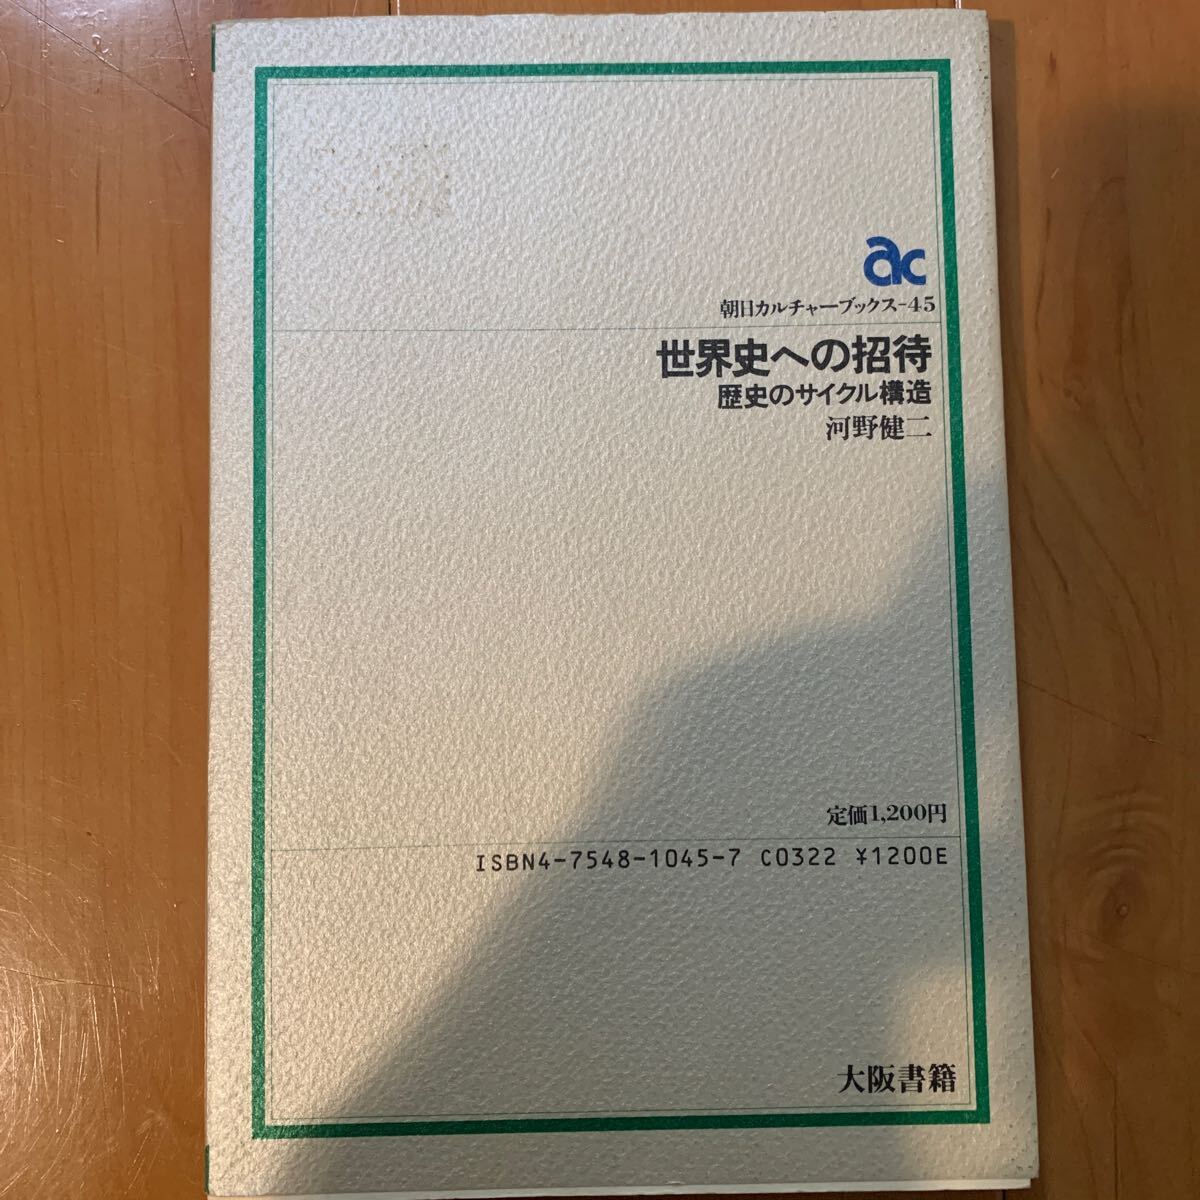 ac
朝日カルチャーブックス-45
世界史への招待
歴史のサイクル構造
河野健二
定価1,200円
ISBN4-7548-1045-7 C0322 ¥1200E
大阪書籍